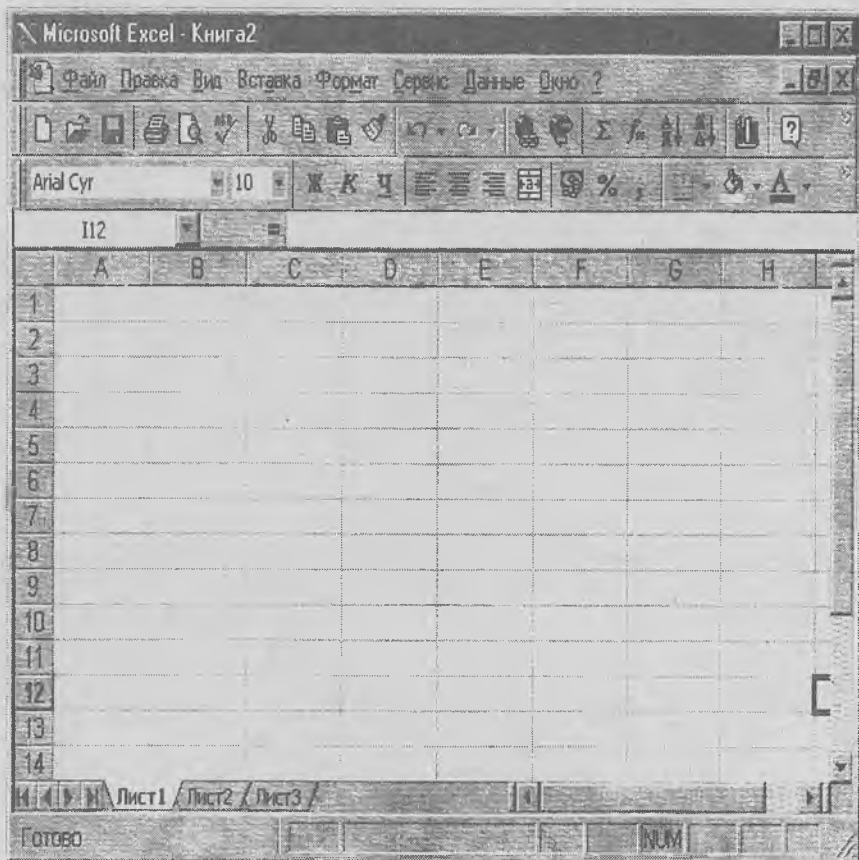 Microsoft Excel - Книга2
Файл Правка Вид Вставка Формат Сервис Данные Окно ?
Arial Cyr 10 Ж К Ч % ;
I12 =
A B C D E F G H
1
2
3
4
5
6
7
8
9
10
11
12
13
14
Лист1 Лист2 Лист3
Готово NUM